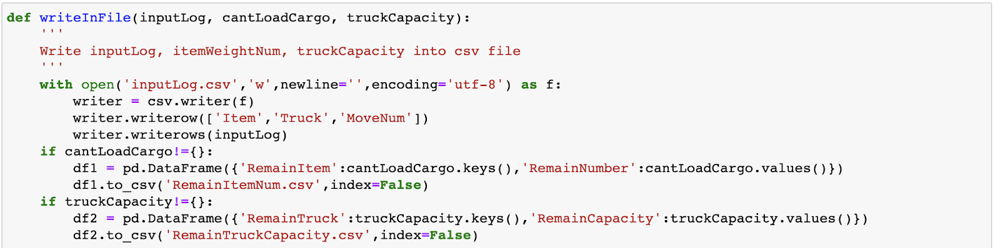 def writeInFile(inputLog, cantLoadCargo, truckCapacity):
    '''
    Write inputLog, itemWeightNum, truckCapacity into csv file
    '''
    with open('inputLog.csv','w',newline='',encoding='utf-8') as f:
        writer = csv.writer(f)
        writer.writerow(['Item','Truck','MoveNum'])
        writer.writerows(inputLog)
    if cantLoadCargo!={}:
        df1 = pd.DataFrame({'RemainItem':cantLoadCargo.keys(),'RemainNumber':cantLoadCargo.values()})
        df1.to_csv('RemainItemNum.csv',index=False)
    if truckCapacity!={}:
        df2 = pd.DataFrame({'RemainTruck':truckCapacity.keys(),'RemainCapacity':truckCapacity.values()})
        df2.to_csv('RemainTruckCapacity.csv',index=False)